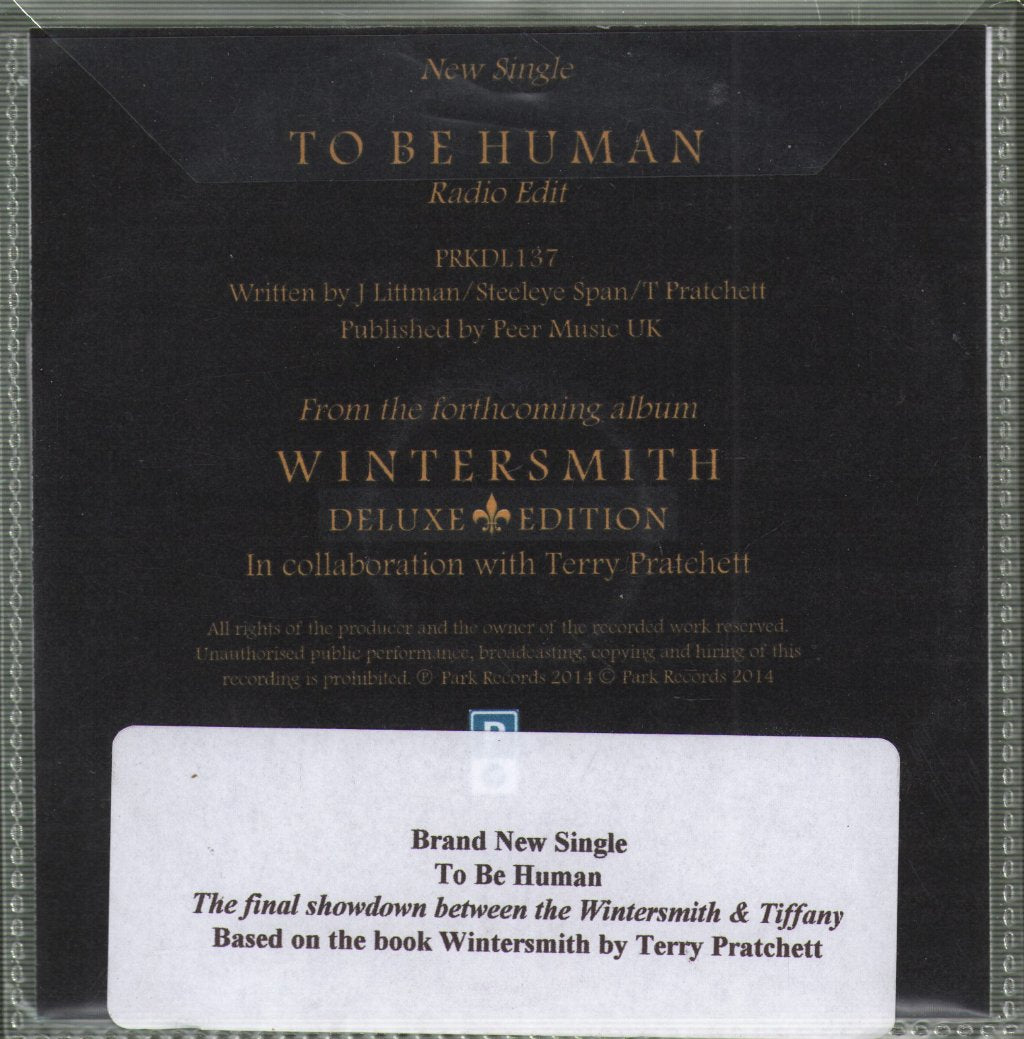 New Single
TO BE HUMAN
Radio Edit
PRKDL137
Written by J Littman/Steeleye Span/T Pratchett
Published by Peer Music UK
From the forthcoming album
WINTERSMITH
DELUXE EDITION
In collaboration with Terry Pratchett
All rights of the producer and the owner of the recorded work reserved.
Unauthorised public performance, broadcasting, copying and hiring of this
recording is prohibited. ℗ Park Records 2014 © Park Records 2014
Brand New Single
To Be Human
The final showdown between the Wintersmith & Tiffany
Based on the book Wintersmith by Terry Pratchett